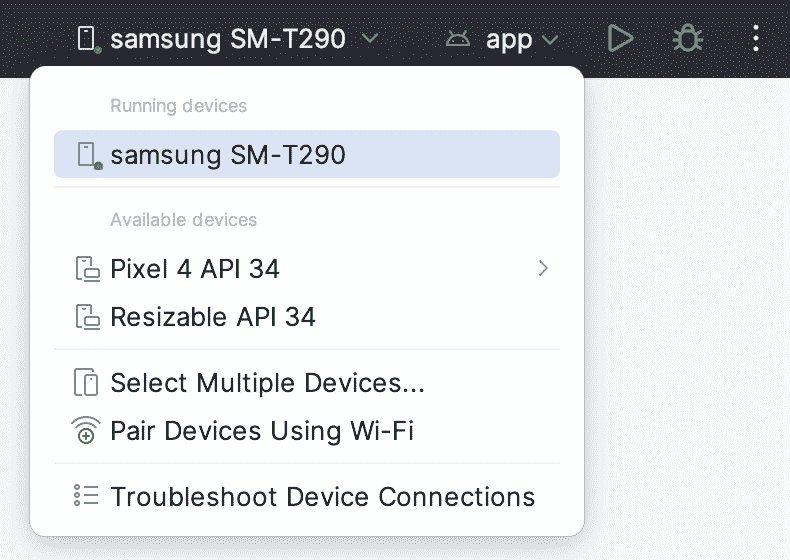 samsung SM-T290 app
Running devices
samsung SM-T290
Available devices
Pixel 4 API 34
Resizable API 34
Select Multiple Devices...
Pair Devices Using Wi-Fi
Troubleshoot Device Connections